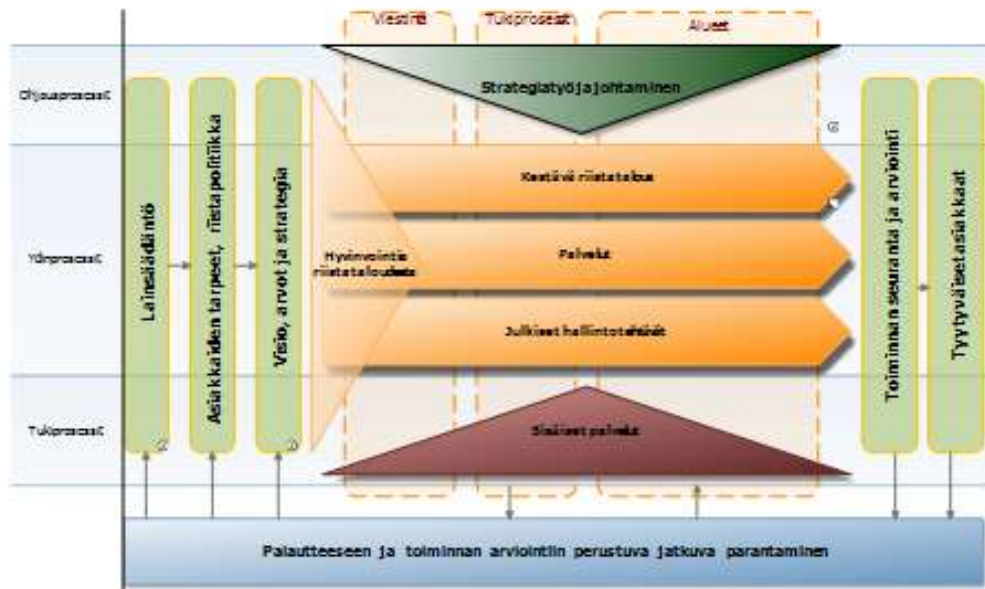 Viestintä
Tukiprosessit
Alueet
Ohjausprosessit
Strategiatyö ja johtaminen
Lainsäädäntö
Asiakkaiden tarpeet, riistapolitiikka
Visio, arvot ja strategia
Kestävä riistatalous
Ydinprosessit
Hyvinvointia
riistataloudesta
Palvelut
Julkiset hallintotehtävät
Toiminnan seuranta ja arviointi
Tyytyväiset asiakkaat
Tukiprosessit
Sisäiset palvelut
Palautteeseen ja toiminnan arviointiin perustuva jatkuva parantaminen